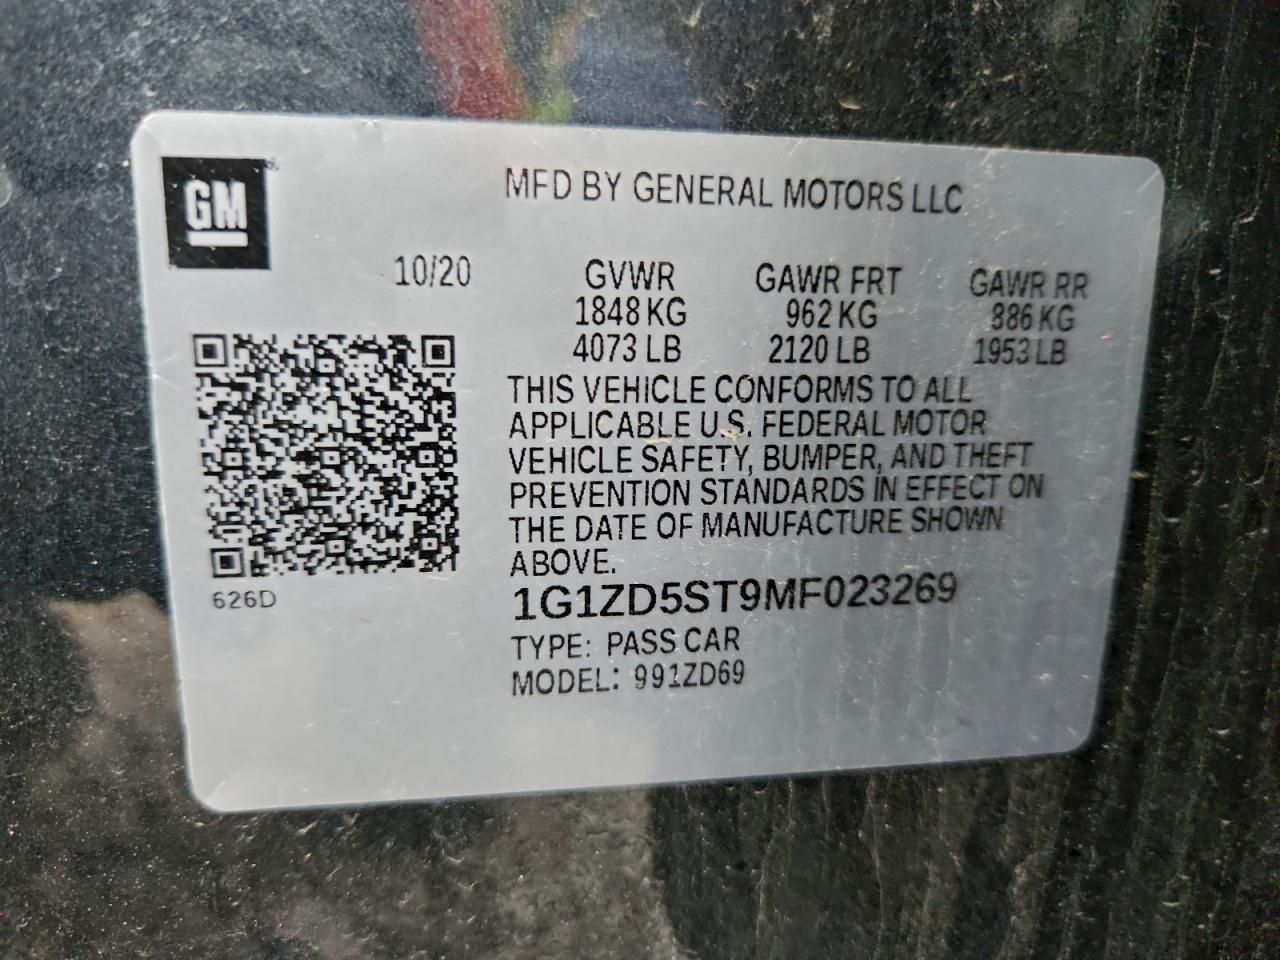 GM
MFD BY GENERAL MOTORS LLC
10/20
GVWR GAWR FRT GAWR RR
1848 KG 962 KG 886 KG
4073 LB 2120 LB 1953 LB
THIS VEHICLE CONFORMS TO ALL
APPLICABLE U.S. FEDERAL MOTOR
VEHICLE SAFETY, BUMPER, AND THEFT
PREVENTION STANDARDS IN EFFECT ON
THE DATE OF MANUFACTURE SHOWN
ABOVE.
626D
1G1ZD5ST9MF023269
TYPE: PASS CAR
MODEL: 991ZD69